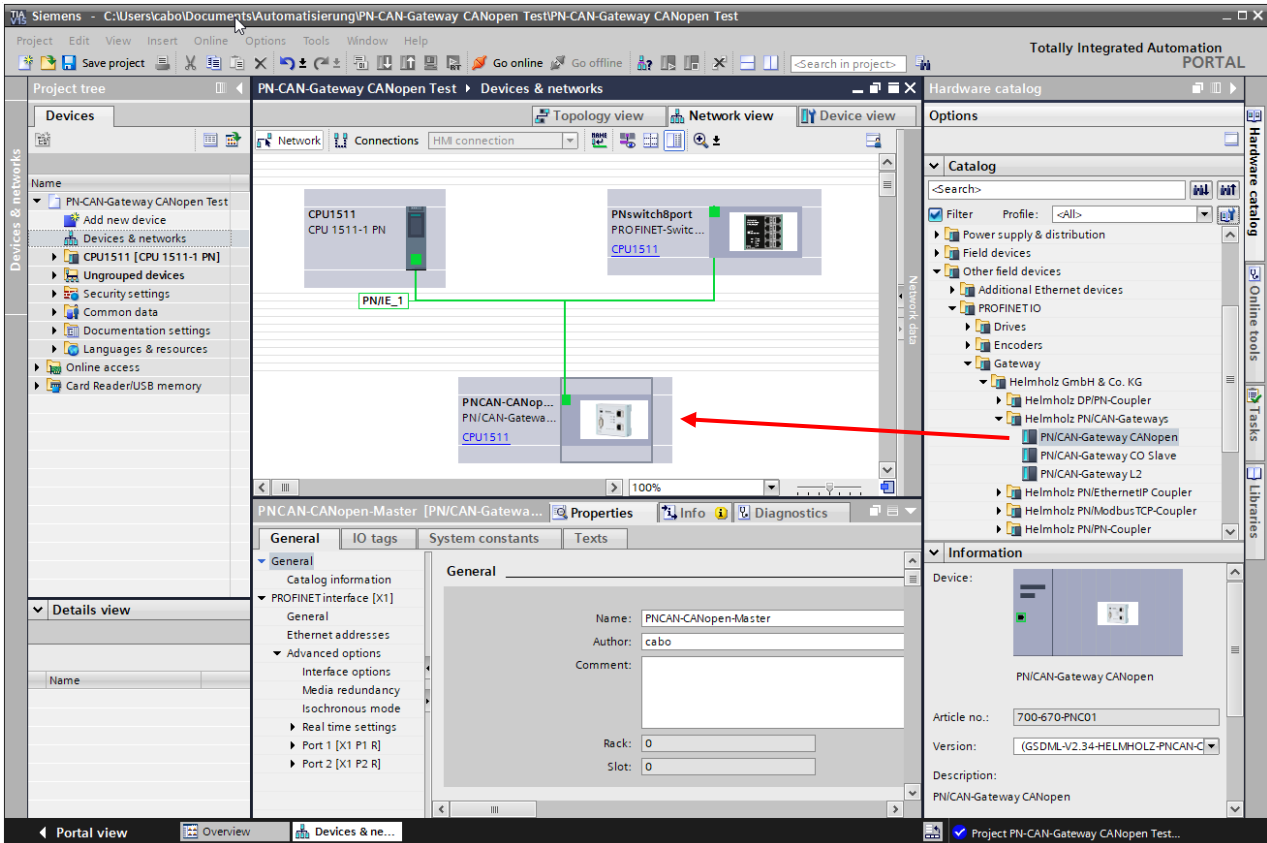 Siemens - C:\Users\cabo\Documents\Automatisierung\PN-CAN-Gateway CANopen Test\PN-CAN-Gateway CANopen Test
Project Edit View Insert Online Options Tools Window Help
Totally Integrated Automation
PORTAL
Save project
Go online
Go offline
<Search in project>
Project tree
Devices
Name
PN-CAN-Gateway CANopen Test
Add new device
Devices & networks
CPU1511 [CPU 1511-1 PN]
Ungrouped devices
Security settings
Common data
Documentation settings
Languages & resources
Online access
Card Reader/USB memory
Details view
Name
Devices & networks
PN-CAN-Gateway CANopen Test
Devices & networks
Topology view
Network view
Device view
Network
Connections
HMI connection
CPU1511
CPU 1511-1 PN
PNswitch8port
PROFINET-Switc...
CPU1511
PN/IE_1
PNCAN-CANop...
PN/CAN-Gatewa...
CPU1511
100%
Network data
PNCAN-CANopen-Master [PN/CAN-Gatewa...
Properties
Info
Diagnostics
General
IO tags
System constants
Texts
General
Catalog information
PROFINET interface [X1]
General
Ethernet addresses
Advanced options
Interface options
Media redundancy
Isochronous mode
Real time settings
Port 1 [X1 P1 R]
Port 2 [X1 P2 R]
General
Name: PNCAN-CANopen-Master
Author: cabo
Comment:
Rack: 0
Slot: 0
Hardware catalog
Options
Catalog
<Search>
Filter Profile: <All>
Power supply & distribution
Field devices
Other field devices
Additional Ethernet devices
PROFINET IO
Drives
Encoders
Gateway
Helmholz GmbH & Co. KG
Helmholz DP/PN-Coupler
Helmholz PN/CAN-Gateways
PN/CAN-Gateway CANopen
PN/CAN-Gateway CO Slave
PN/CAN-Gateway L2
Helmholz PN/EthernetIP Coupler
Helmholz PN/ModbusTCP-Coupler
Helmholz PN/PN-Coupler
Information
Device:
PN/CAN-Gateway CANopen
Article no.: 700-670-PNC01
Version: (GSDML-V2.34-HELMHOLZ-PNCAN-C
Description:
PN/CAN-Gateway CANopen
Hardware catalog
Online tools
Tasks
Libraries
Portal view
Overview
Devices & ne...
Project PN-CAN-Gateway CANopen Test...